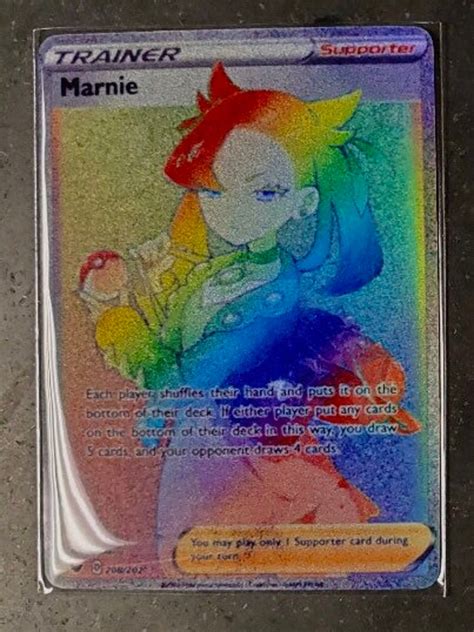 TRAINER Supporter
Marnie
Each player shuffles their hand and puts it on the
bottom of their deck. If either player put any cards
on the bottom of their deck in this way, you draw
5 cards, and your opponent draws 4 cards.
You may play only 1 Supporter card during
your turn.
D 208/202